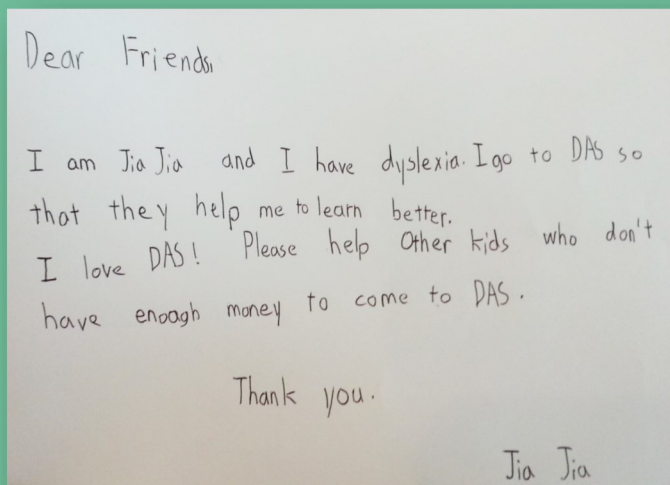 Dear Friends,
I am Jia Jia and I have dyslexia. I go to DAS so
that they help me to learn better.
I love DAS! Please help Other kids who don't
have enoagh money to come to DAS.
Thank you.
Jia Jia